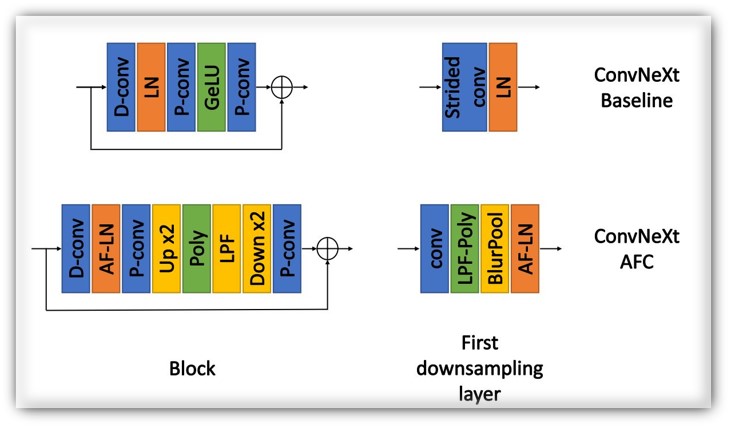 D-conv
LN
P-conv
GeLU
P-conv
Strided
conv
LN
ConvNeXt
Baseline
D-conv
AF-LN
P-conv
Up x2
Poly
LPF
Down x2
P-conv
conv
LPF-Poly
BlurPool
AF-LN
ConvNeXt
AFC
Block
First
downsampling
layer